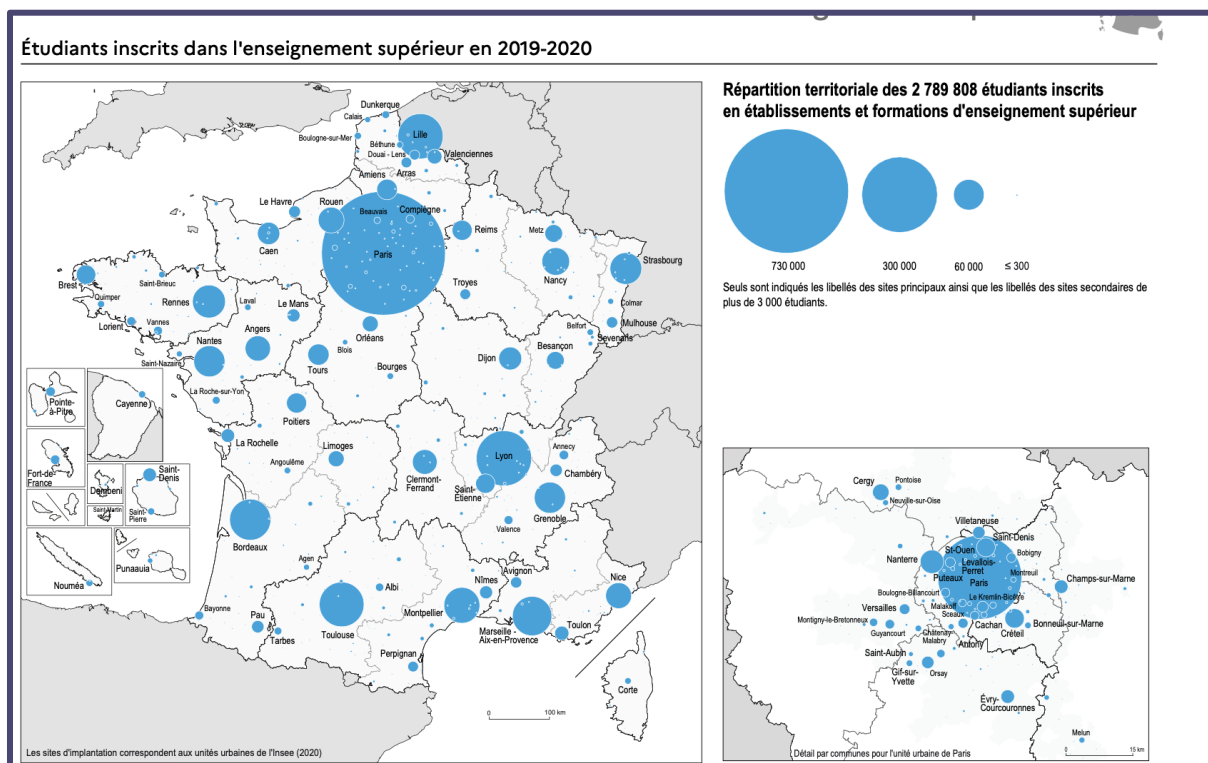 Étudiants inscrits dans l'enseignement supérieur en 2019-2020
Répartition territoriale des 2 789 808 étudiants inscrits
en établissements et formations d'enseignement supérieur
730 000
300 000
60 000
≤ 300
Seuls sont indiqués les libellés des sites principaux ainsi que les libellés des sites secondaires de
plus de 3 000 étudiants.
Dunkerque
Calais
Boulogne-sur-Mer
Lille
Béthune
Douai - Lens
Valenciennes
Arras
Amiens
Le Havre
Rouen
Beauvais
Compiègne
Reims
Metz
Caen
Paris
Nancy
Strasbourg
Brest
Saint-Brieuc
Quimper
Rennes
Laval
Le Mans
Troyes
Colmar
Mulhouse
Lorient
Vannes
Angers
Orléans
Belfort
Sevenans
Nantes
Blois
Besançon
Saint-Nazaire
Tours
Bourges
Dijon
La Roche-sur-Yon
Poitiers
Pointe-
à-Pitre
Cayenne
La Rochelle
Limoges
Angoulême
Clermont-
Ferrand
Lyon
Saint-
Étienne
Annecy
Chambéry
Fort-de-
France
Dembeni
Saint-
Denis
Saint-Martin
Saint-
Pierre
Grenoble
Valence
Bordeaux
Nouméa
Punaauia
Agen
Albi
Nîmes
Avignon
Nice
Bayonne
Pau
Tarbes
Toulouse
Montpellier
Marseille -
Aix-en-Provence
Toulon
Perpignan
Corte
0
100 km
Les sites d'implantation correspondent aux unités urbaines de l'Insee (2020)
Cergy
Pontoise
Neuville-sur-Oise
Villetaneuse
Saint-Denis
St-Ouen
Bobigny
Nanterre
Levallois-
Perret
Montreuil
Puteaux
Paris
Champs-sur-Marne
Boulogne-Billancourt
Le Kremlin-Bicêtre
Versailles
Malakoff
Sceaux
Montigny-le-Bretonneux
Cachan
Bonneuil-sur-Marne
Guyancourt
Châtenay-
Malabry
Créteil
Antony
Saint-Aubin
Gif-sur-
Yvette
Orsay
Évry-
Courcouronnes
Melun
0
15 km
Détail par communes pour l'unité urbaine de Paris